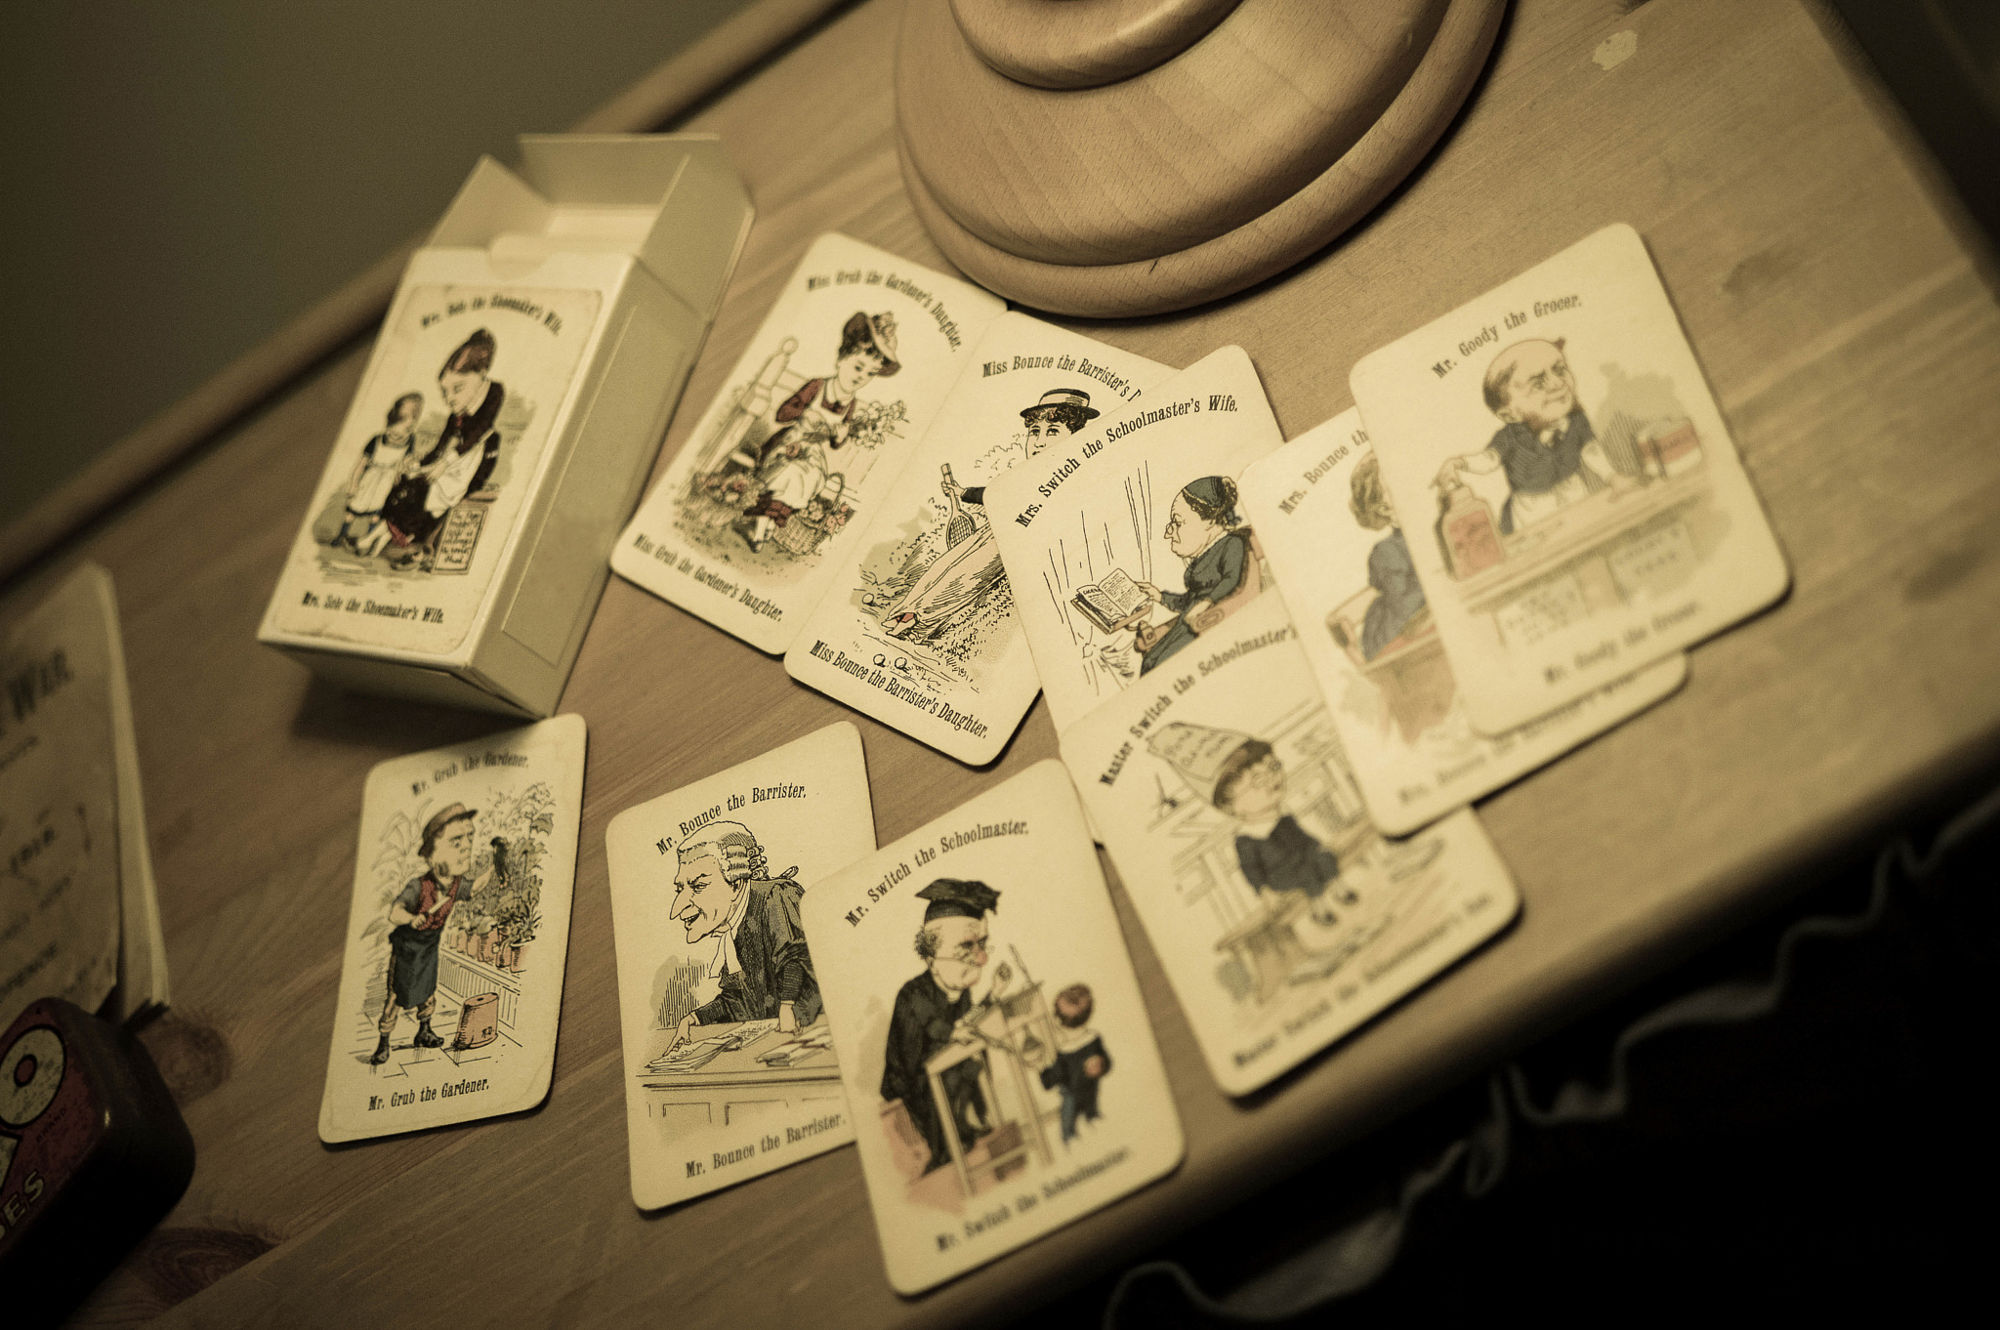 Mrs. Sole the Shoemaker's Wife.
Mrs. Sole the Shoemaker's Wife.
Miss Grub the Gardener's Daughter.
Miss Grub the Gardener's Daughter.
Miss Bounce the Barrister's
Miss Bounce the Barrister's Daughter.
Mrs. Switch the Schoolmaster's Wife.
Mrs. Bounce the
Mr. Goody the Grocer.
Mr. Goody the Grocer.
Master Switch the Schoolmaster's
Master Switch the Schoolmaster's Son.
Mr. Grub the Gardener.
Mr. Grub the Gardener.
Mr. Bounce the Barrister.
Mr. Bounce the Barrister.
Mr. Switch the Schoolmaster.
Mr. Switch the Schoolmaster.
WAR.
BRAND